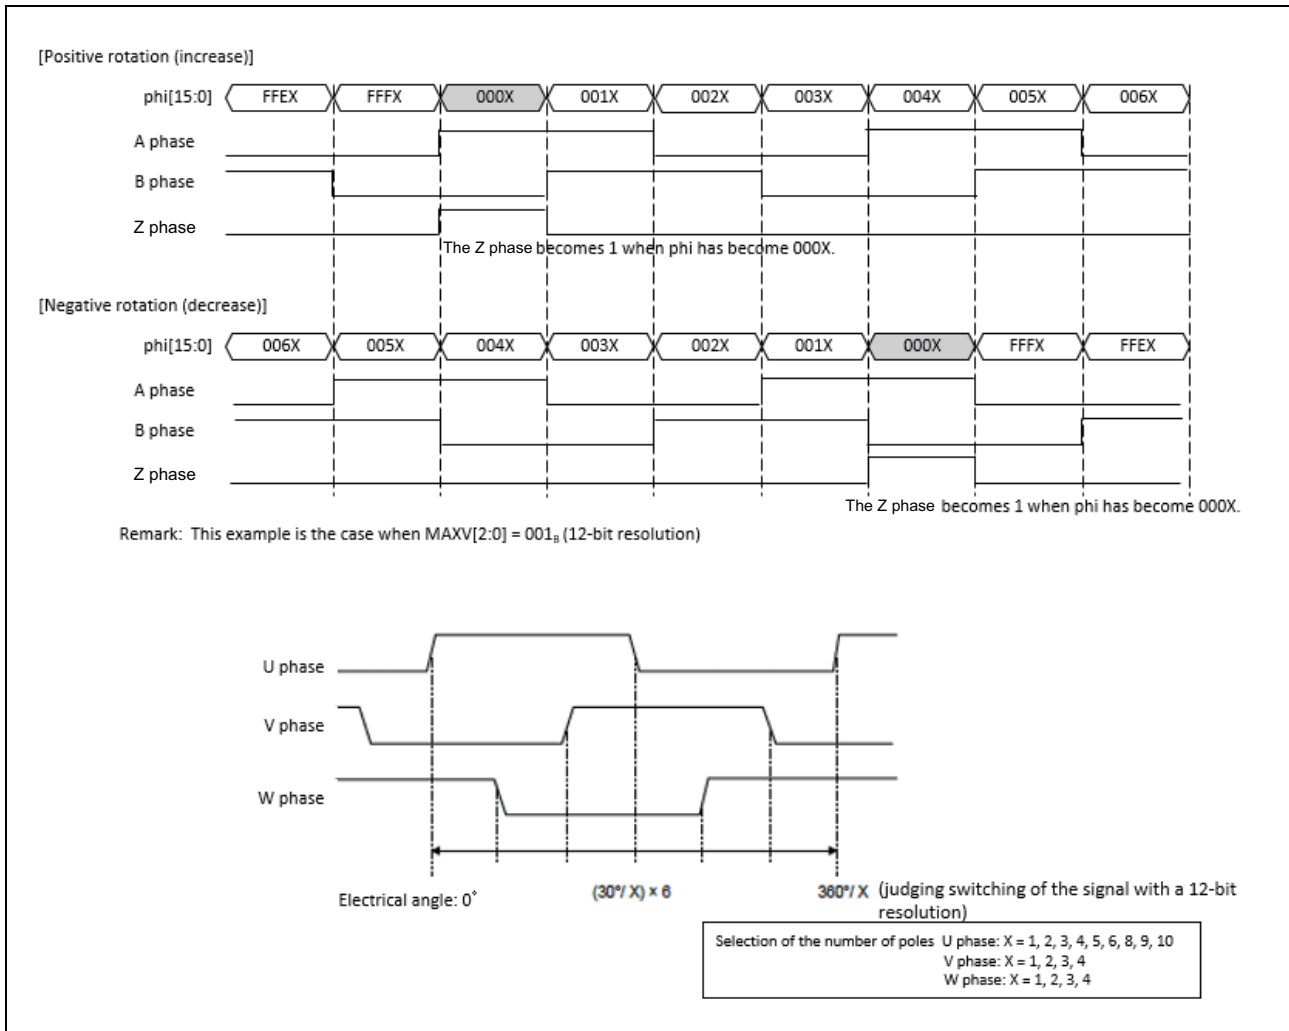 [Positive rotation (increase)]
phi[15:0] FFEX FFFX 000X 001X 002X 003X 004X 005X 006X
A phase
B phase
Z phase
The Z phase becomes 1 when phi has become 000X.
[Negative rotation (decrease)]
phi[15:0] 006X 005X 004X 003X 002X 001X 000X FFFX FFEX
A phase
B phase
Z phase
The Z phase becomes 1 when phi has become 000X.
Remark: This example is the case when MAXV[2:0] = 001B (12-bit resolution)
U phase
V phase
W phase
Electrical angle: 0°
(30°/ X) × 6
360°/ X (judging switching of the signal with a 12-bit
resolution)
Selection of the number of poles U phase: X = 1, 2, 3, 4, 5, 6, 8, 9, 10
V phase: X = 1, 2, 3, 4
W phase: X = 1, 2, 3, 4